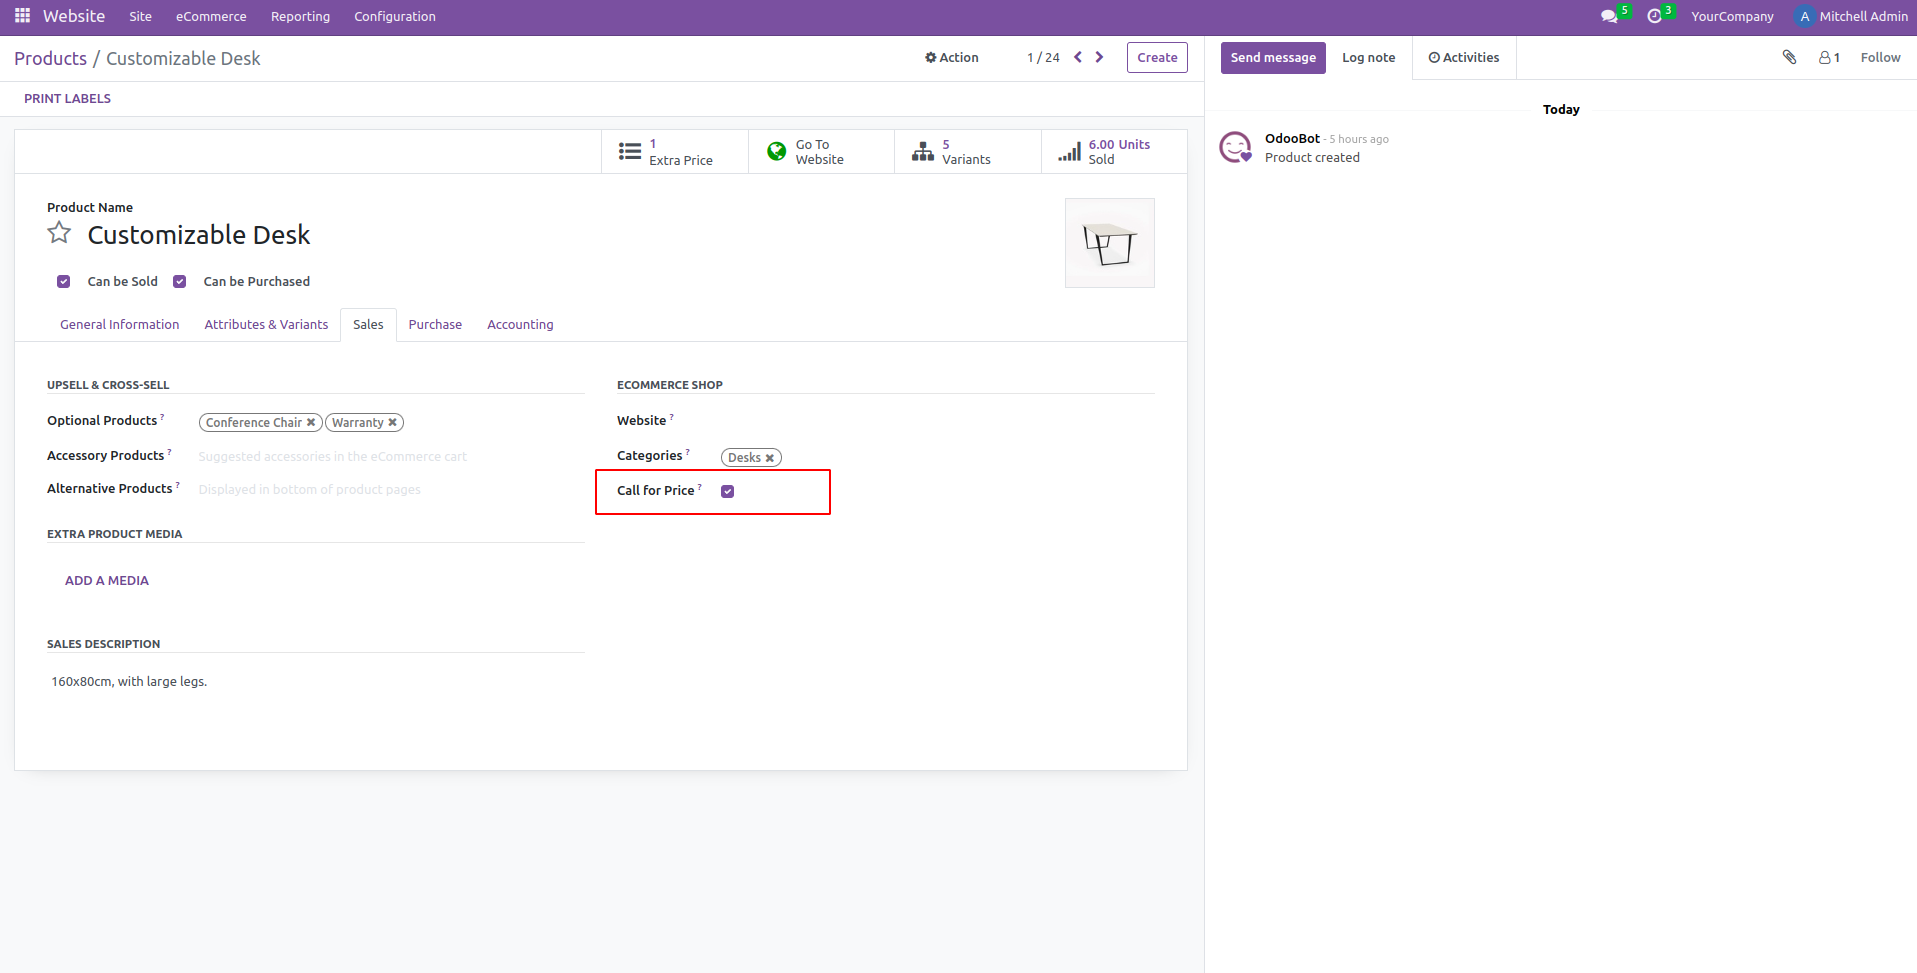 Website Site eCommerce Reporting Configuration 5 3 YourCompany A Mitchell Admin
Products / Customizable Desk Action 1 / 24 Create
PRINT LABELS
1 Extra Price
Go To Website
5 Variants
6.00 Units Sold
Product Name
Customizable Desk
Can be Sold Can be Purchased
General Information Attributes & Variants Sales Purchase Accounting
UPSELL & CROSS-SELL
Optional Products ? Conference Chair ✖ Warranty ✖
Accessory Products ? Suggested accessories in the eCommerce cart
Alternative Products ? Displayed in bottom of product pages
EXTRA PRODUCT MEDIA
ADD A MEDIA
SALES DESCRIPTION
160x80cm, with large legs.
ECOMMERCE SHOP
Website ?
Categories ? Desks ✖
Call for Price ?
Send message Log note Activities 1 Follow
Today
OdooBot - 5 hours ago
Product created